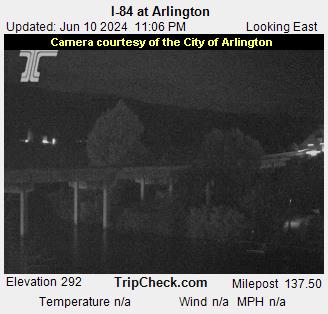 I-84 at Arlington
Updated: Jun 10 2024 11:06 PM Looking East
Camera courtesy of the City of Arlington
Elevation 292 TripCheck.com Milepost 137.50
Temperature n/a Wind n/a MPH n/a